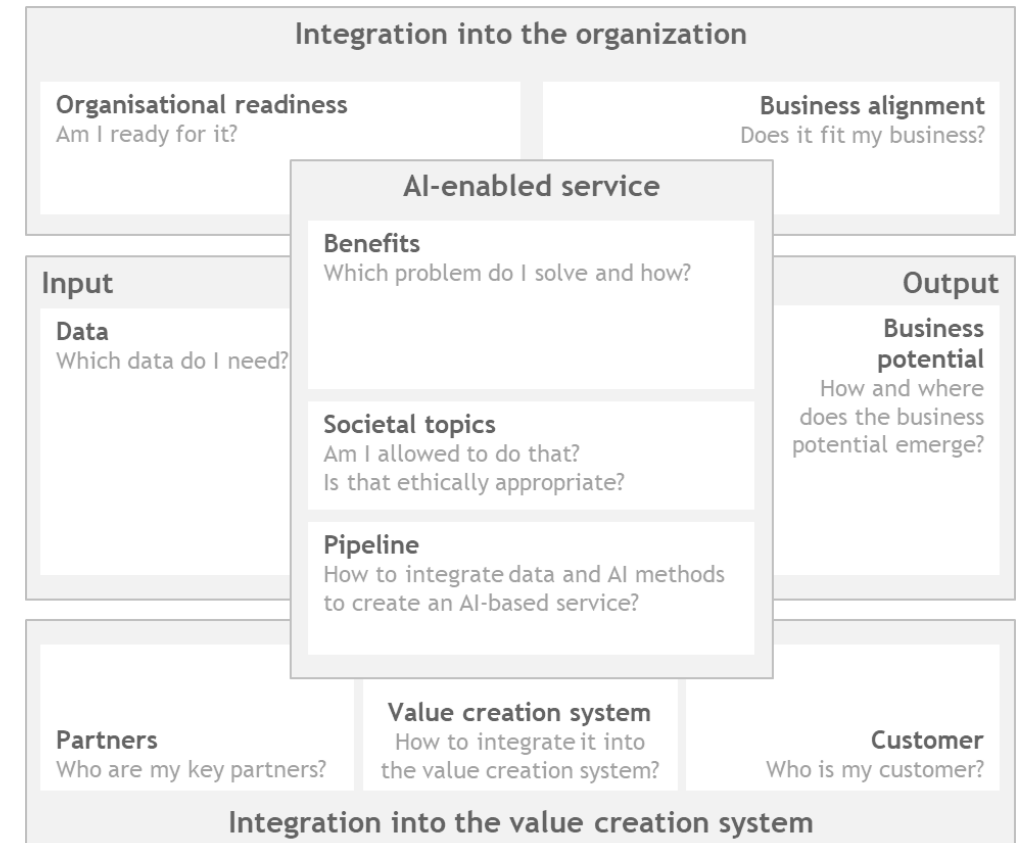 Integration into the organization
Organisational readiness
Am I ready for it?
Business alignment
Does it fit my business?
AI-enabled service
Benefits
Which problem do I solve and how?
Societal topics
Am I allowed to do that?
Is that ethically appropriate?
Pipeline
How to integrate data and AI methods
to create an AI-based service?
Input
Data
Which data do I need?
Output
Business
potential
How and where
does the business
potential emerge?
Partners
Who are my key partners?
Value creation system
How to integrate it into
the value creation system?
Customer
Who is my customer?
Integration into the value creation system